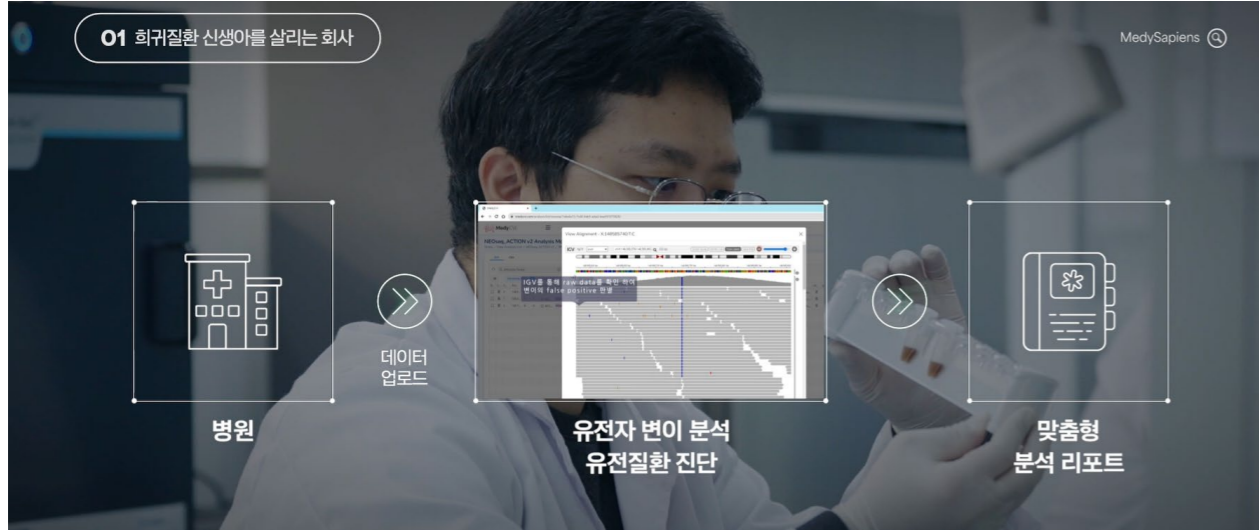 01 희귀질환 신생아를 살리는 회사
MedySapiens
View Alignment
IGV
IGV를 통해 raw data를 확인 하여
변이의 false positive 판별
데이터
업로드
병원
유전자 변이 분석
유전질환 진단
맞춤형
분석 리포트